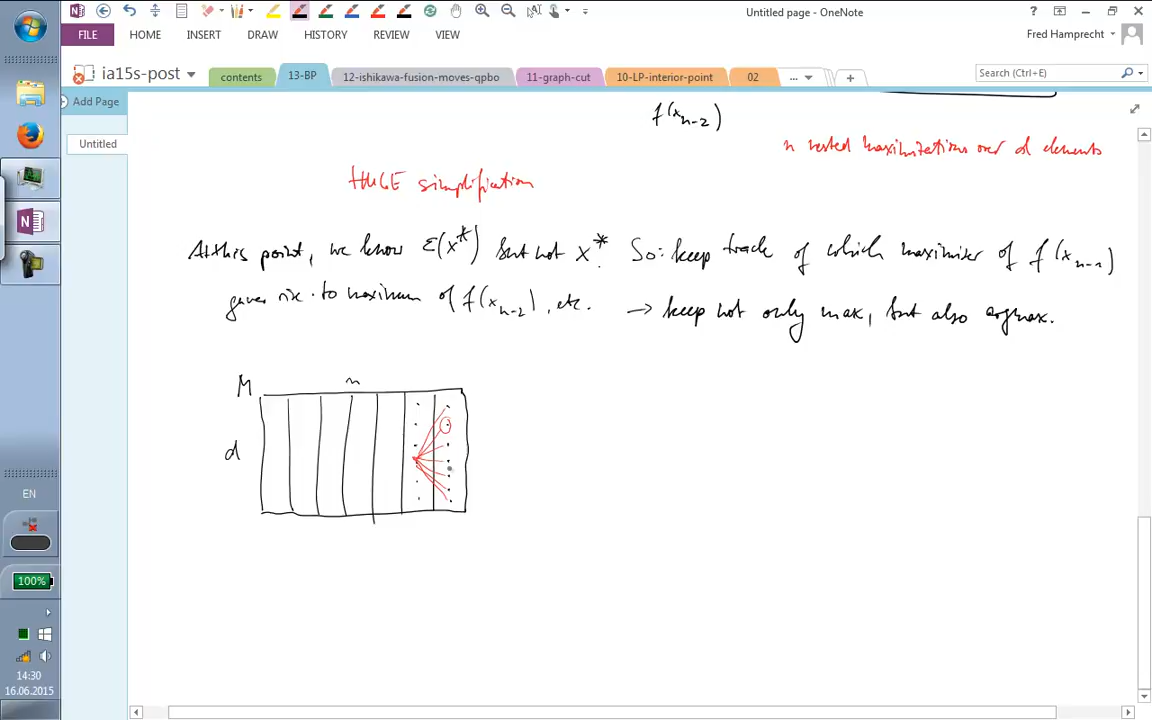 Untitled page - OneNote
FILE HOME INSERT DRAW HISTORY REVIEW VIEW
Fred Hamprecht
ia15s-post contents 13-BP 12-ishikawa-fusion-moves-qpbo 11-graph-cut 10-LP-interior-point 02 ...
Search (Ctrl+E)
Add Page
Untitled
f(x_{n-2})
n nested maximizations over d elements
HUGE simplification
At this point, we know ε(x*) but not x* So: keep track of which maximizer of f(x_{n-1})
gave rise to maximum of f(x_{n-2}), etc. → keep not only max, but also argmax.
M n
d
EN
100%
14:30
16.06.2015